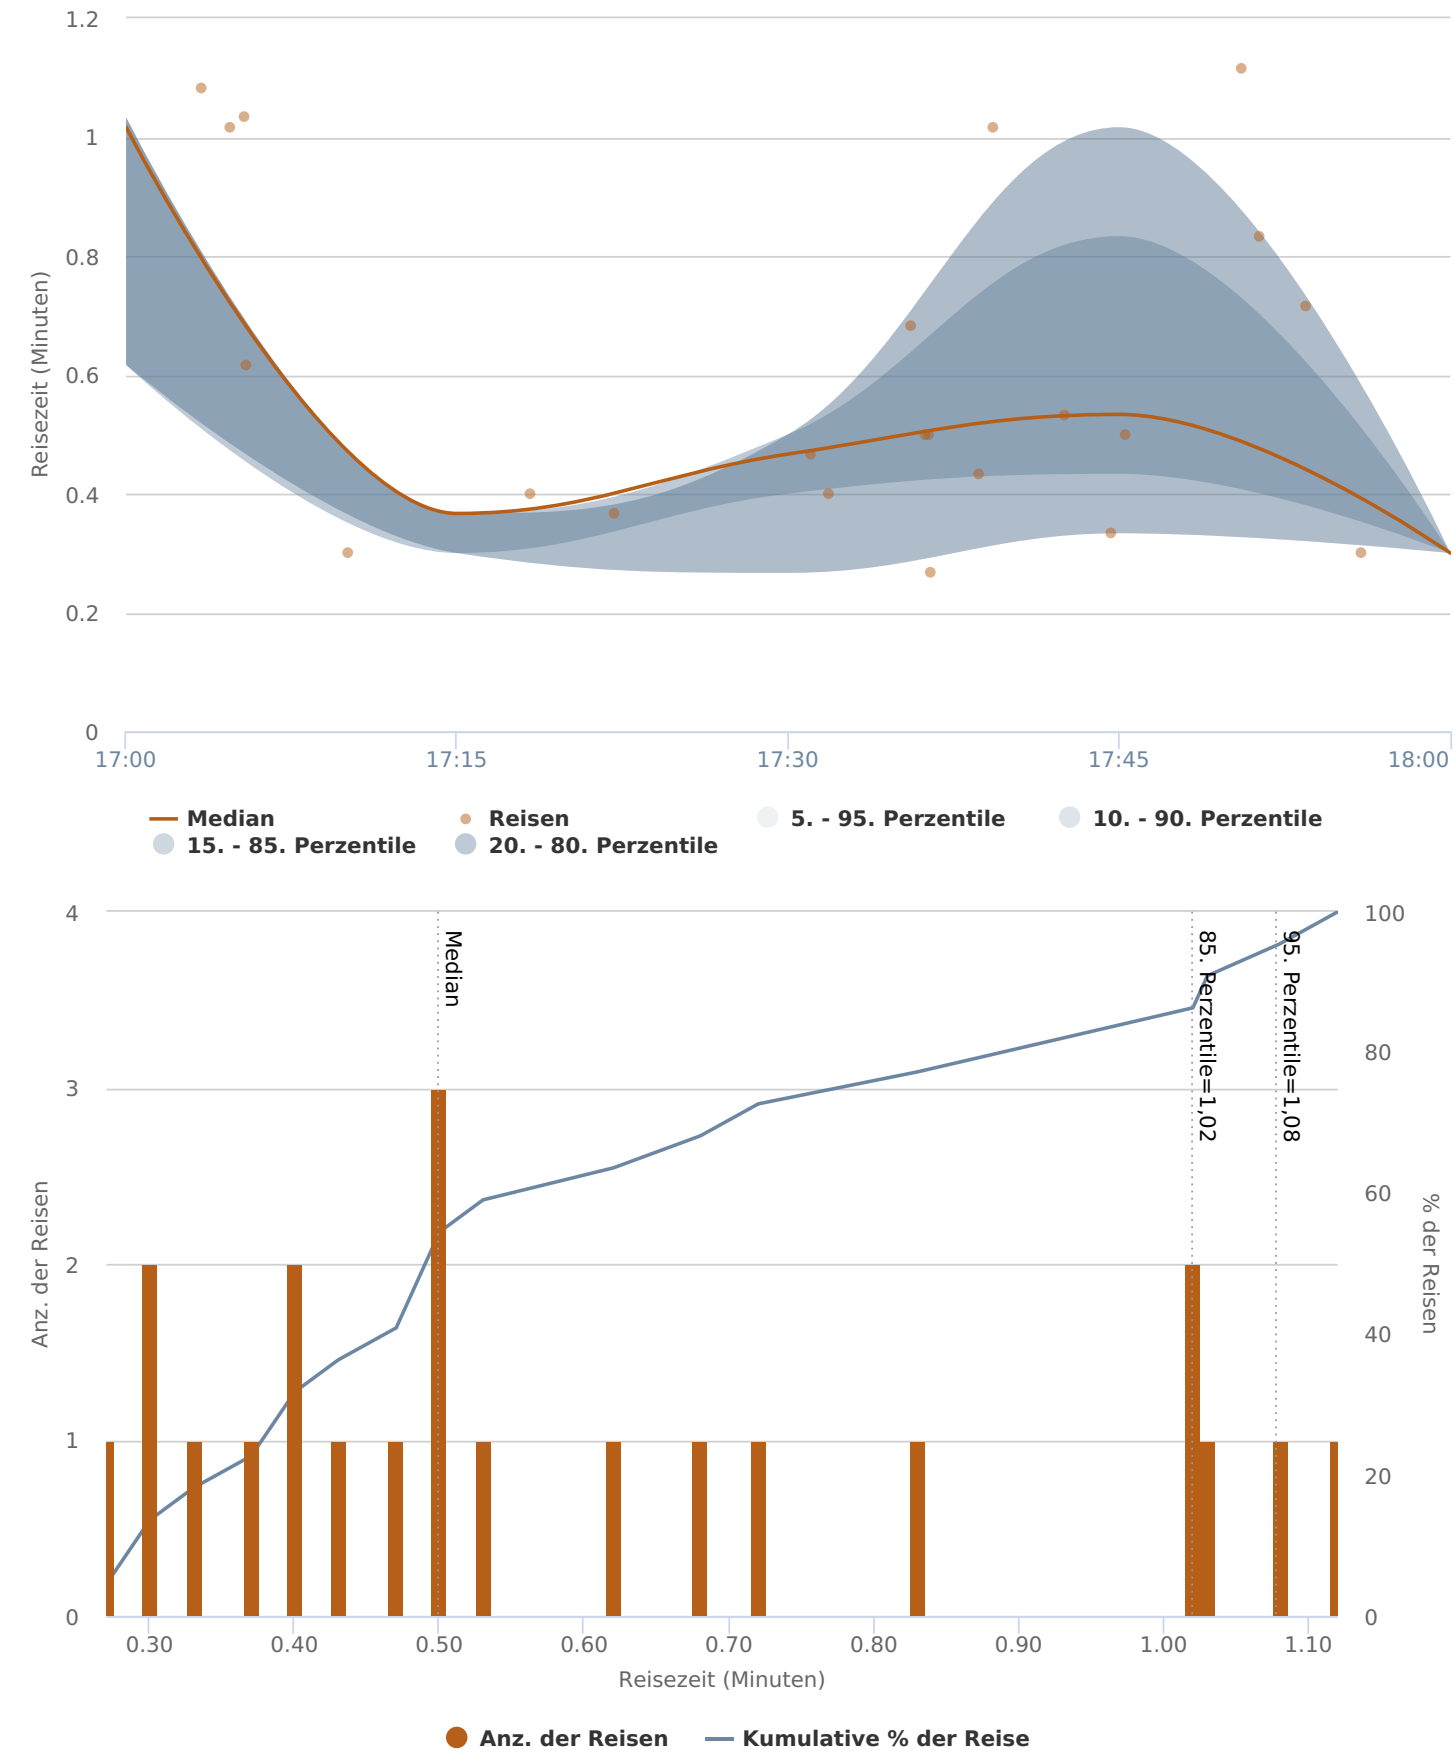 1.2
1
0.8
0.6
0.4
0.2
0
Reisezeit (Minuten)
17:00 17:15 17:30 17:45 18:00
Median Reisen 5. - 95. Perzentile 10. - 90. Perzentile
15. - 85. Perzentile 20. - 80. Perzentile
4
3
2
1
0
Anz. der Reisen
Median
85. Perzentile=1,02
95. Perzentile=1,08
100
80
60
40
20
0
% der Reisen
0.30 0.40 0.50 0.60 0.70 0.80 0.90 1.00 1.10
Reisezeit (Minuten)
Anz. der Reisen Kumulative % der Reise